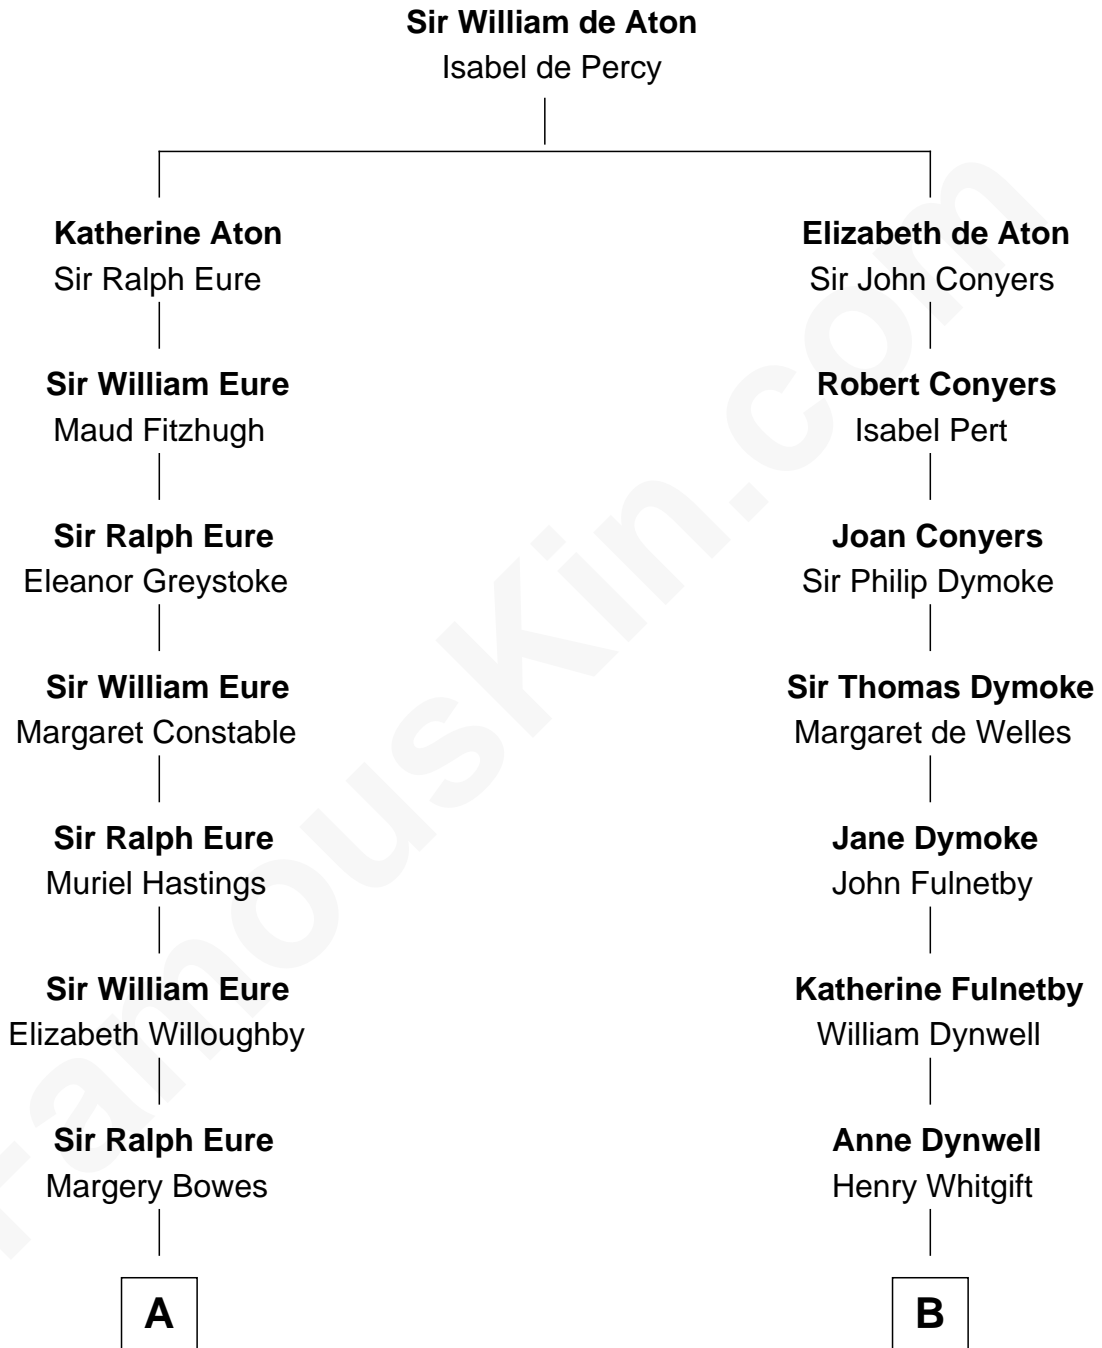 Sir William de Aton
Isabel de Percy
Katherine Aton
Sir Ralph Eure
Elizabeth de Aton
Sir John Conyers
Sir William Eure
Maud Fitzhugh
Robert Conyers
Isabel Pert
Sir Ralph Eure
Eleanor Greystoke
Joan Conyers
Sir Philip Dymoke
Sir William Eure
Margaret Constable
Sir Thomas Dymoke
Margaret de Welles
Sir Ralph Eure
Muriel Hastings
Jane Dymoke
John Fulnetby
Sir William Eure
Elizabeth Willoughby
Katherine Fulnetby
William Dynwell
Sir Ralph Eure
Margery Bowes
Anne Dynwell
Henry Whitgift
A
B
FamousKin.com